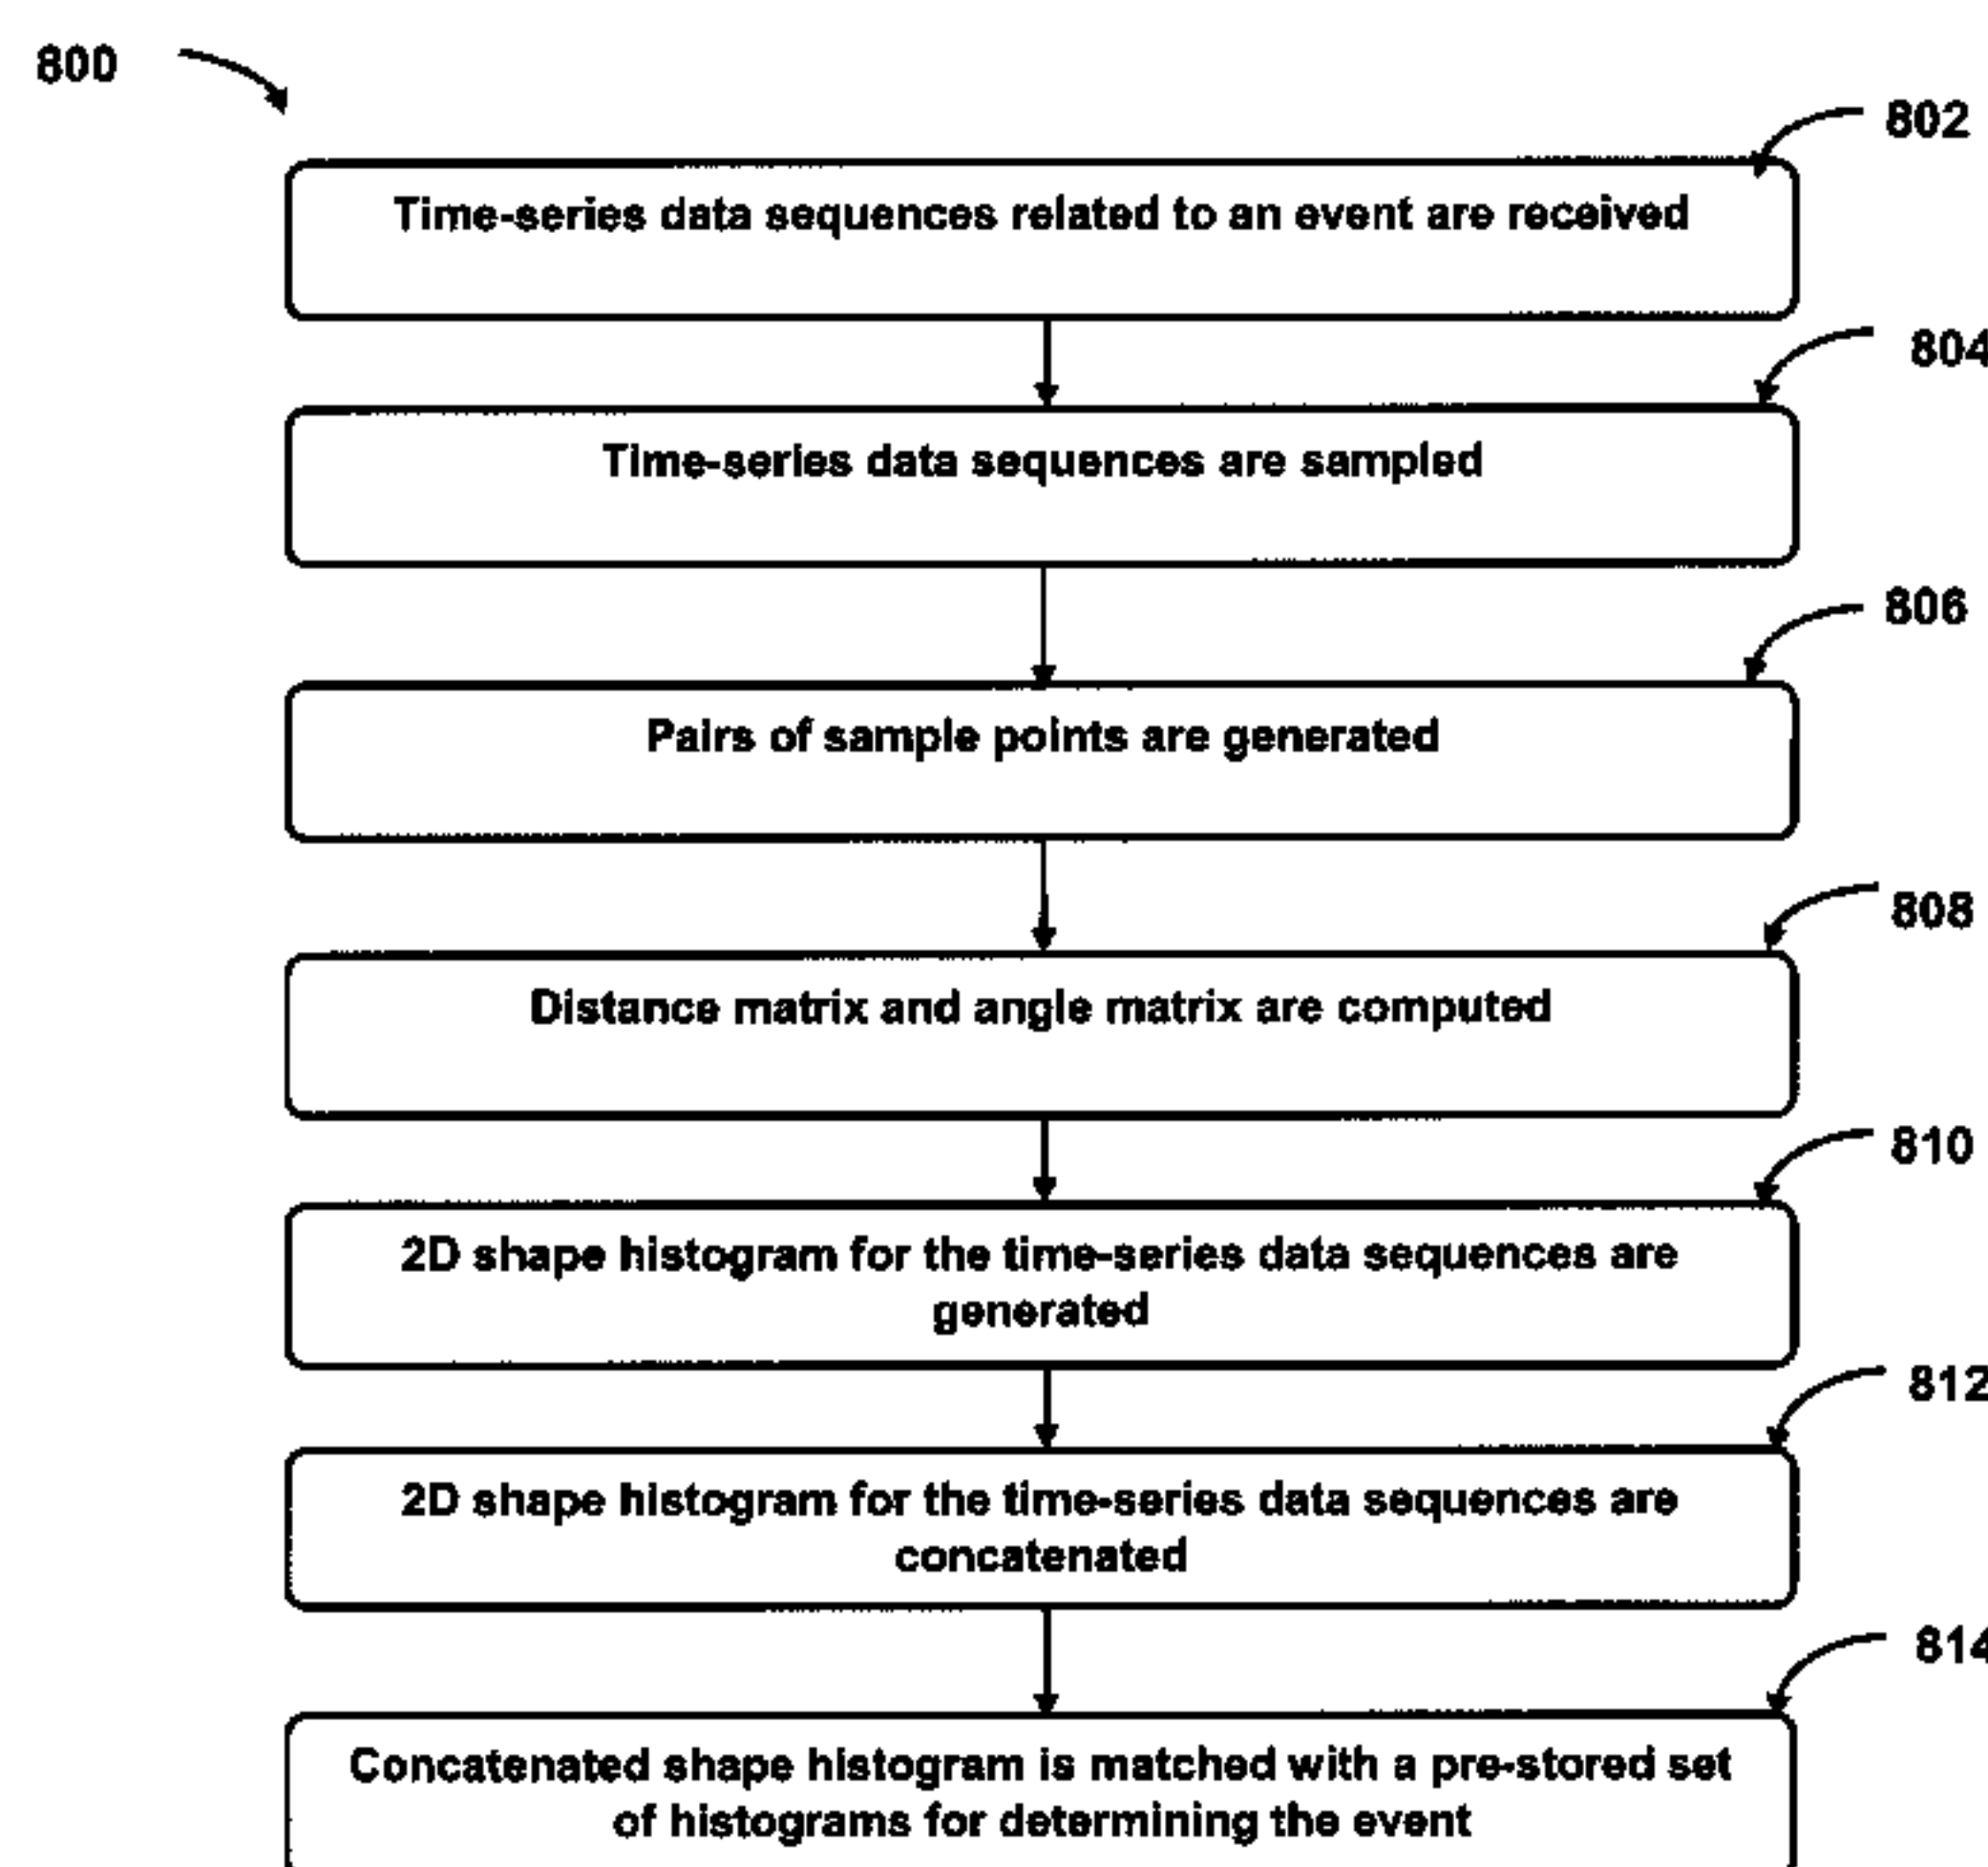 800
802
Time-series data sequences related to an event are received
804
Time-series data sequences are sampled
806
Pairs of sample points are generated
808
Distance matrix and angle matrix are computed
810
2D shape histogram for the time-series data sequences are
generated
812
2D shape histogram for the time-series data sequences are
concatenated
814
Concatenated shape histogram is matched with a pre-stored set
of histograms for determining the event